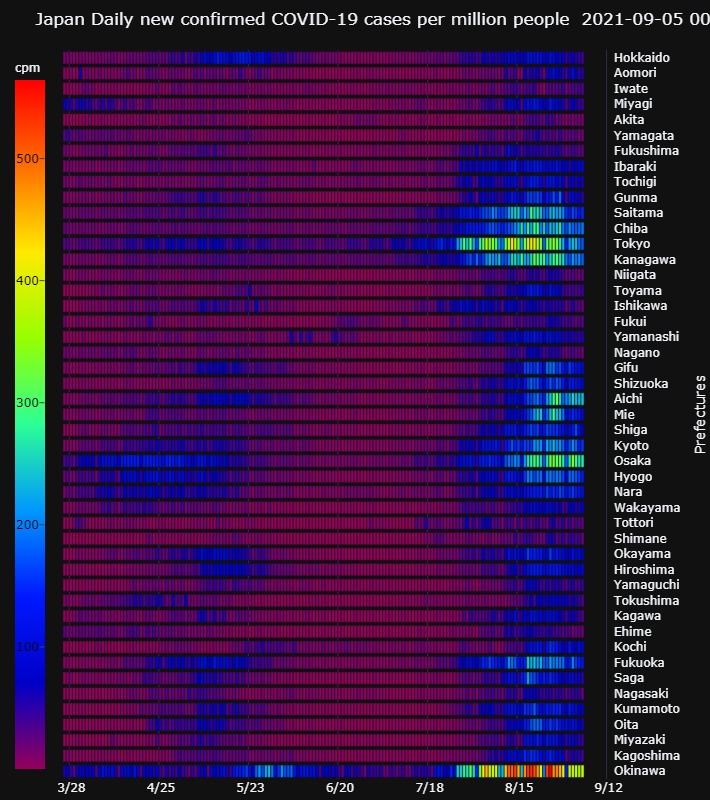 Japan Daily new confirmed COVID-19 cases per million people 2021-09-05 00
cpm
500
400
300
200
100
Hokkaido
Aomori
Iwate
Miyagi
Akita
Yamagata
Fukushima
Ibaraki
Tochigi
Gunma
Saitama
Chiba
Tokyo
Kanagawa
Niigata
Toyama
Ishikawa
Fukui
Yamanashi
Nagano
Gifu
Shizuoka
Aichi
Mie
Shiga
Kyoto
Osaka
Hyogo
Nara
Wakayama
Tottori
Shimane
Okayama
Hiroshima
Yamaguchi
Tokushima
Kagawa
Ehime
Kochi
Fukuoka
Saga
Nagasaki
Kumamoto
Oita
Miyazaki
Kagoshima
Okinawa
Prefectures
3/28 4/25 5/23 6/20 7/18 8/15 9/12